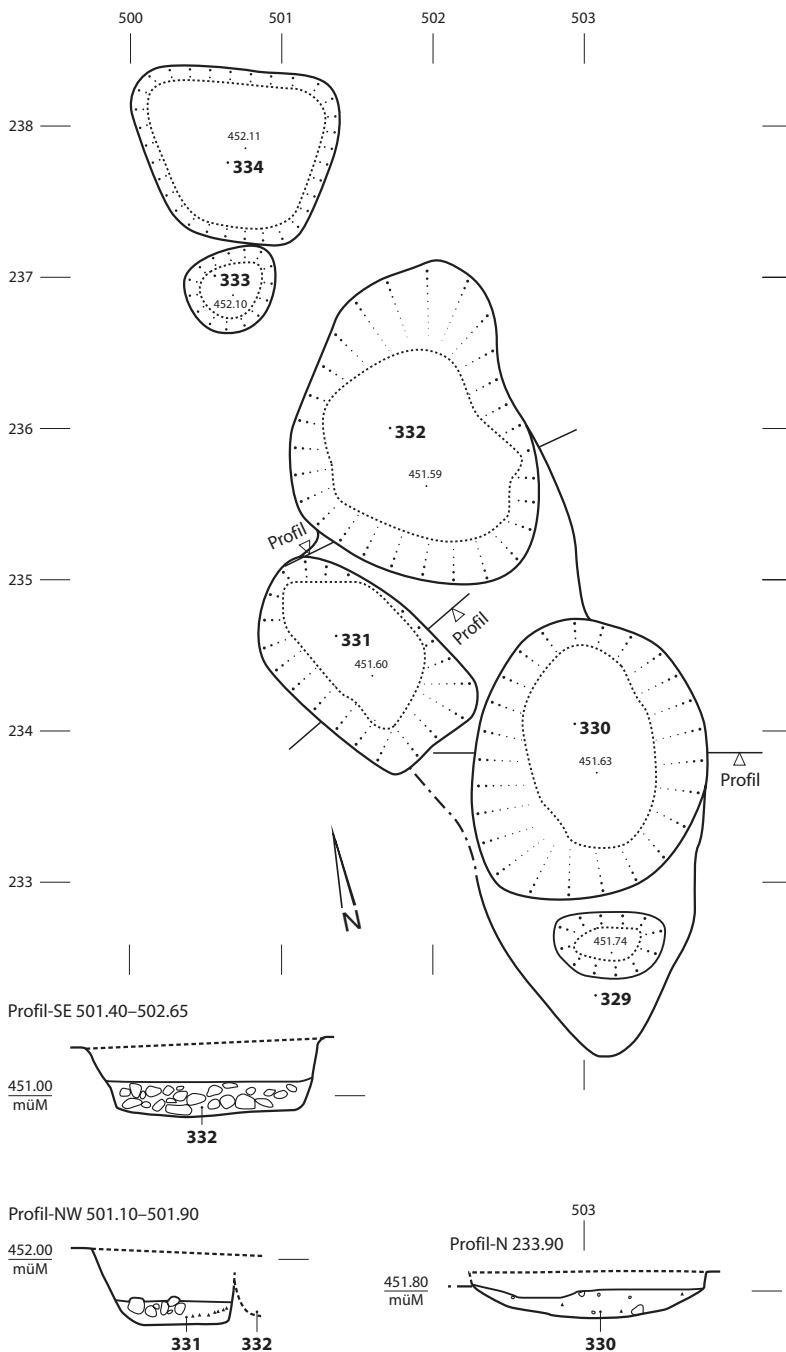 500 501 502 503
238
452.11
334
237
333
452.10
236
332
451.59
Profil
235
Profil
331
451.60
234
330
451.63
Profil
N
233
451.74
329
Profil-SE 501.40–502.65
451.00
müM
332
Profil-NW 501.10–501.90
452.00
müM
331 332
503
Profil-N 233.90
451.80
müM
330